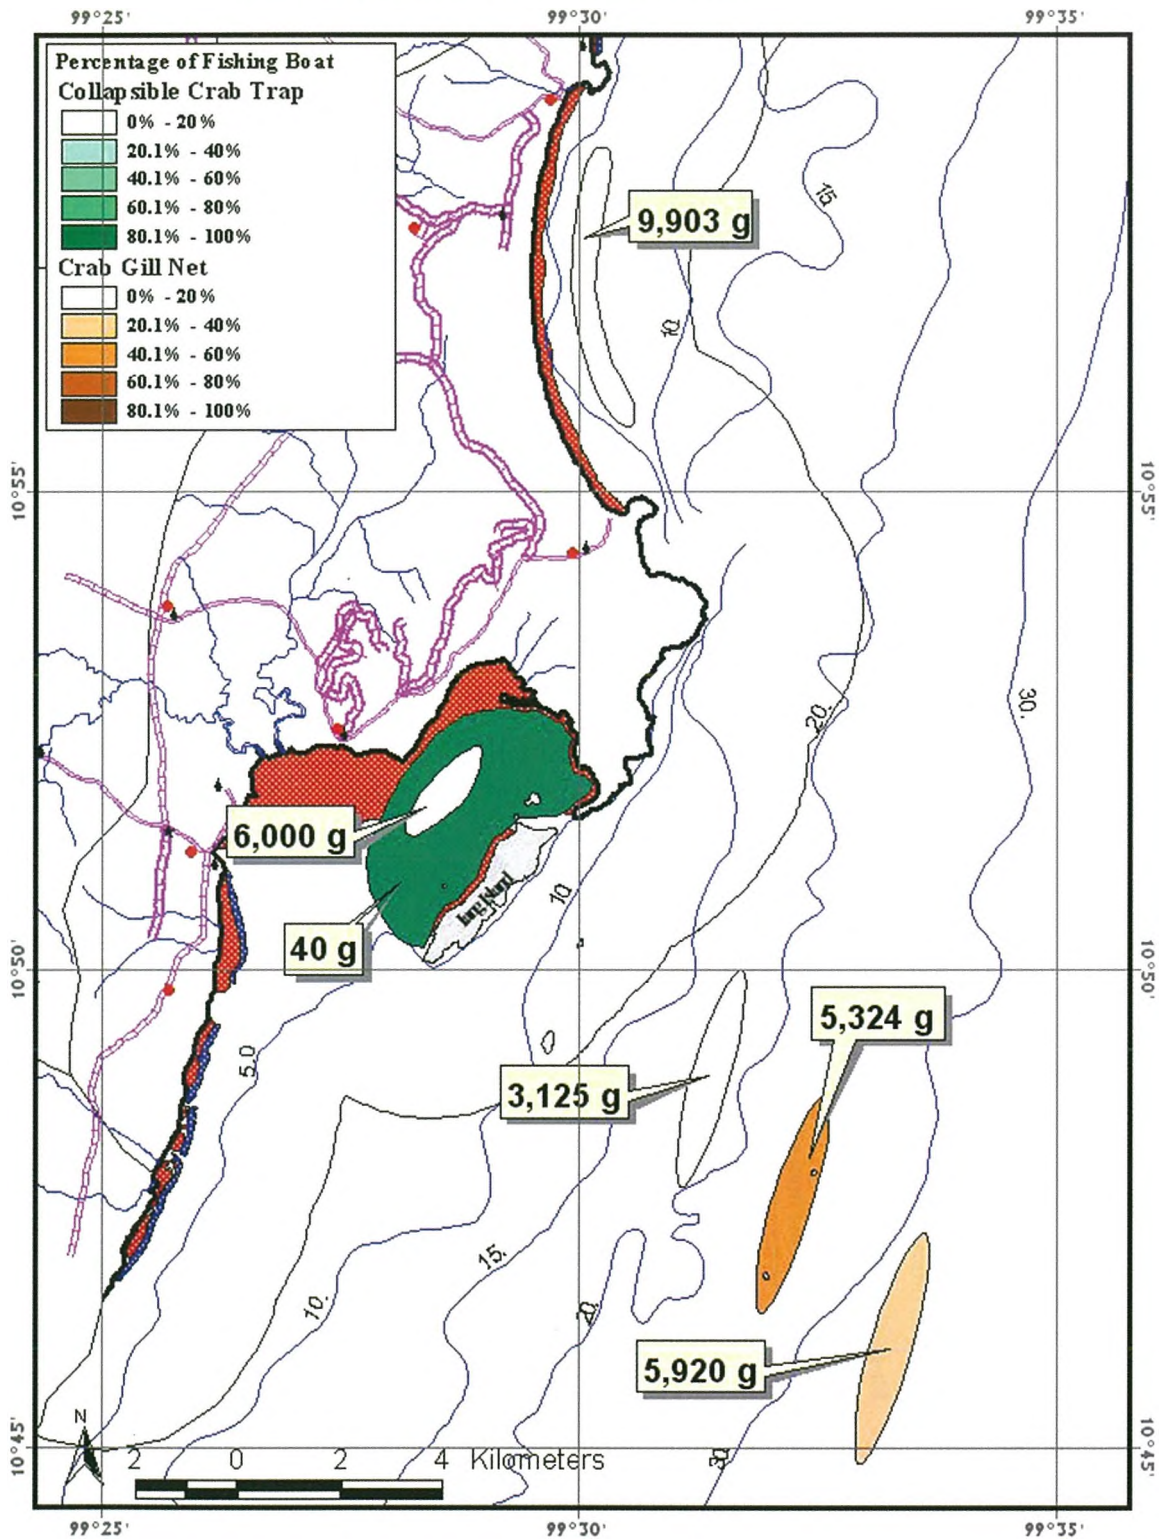 99°25'
99°30'
99°35'
Percentage of Fishing Boat
Collapsible Crab Trap
0% - 20%
20.1% - 40%
40.1% - 60%
60.1% - 80%
80.1% - 100%
Crab Gill Net
0% - 20%
20.1% - 40%
40.1% - 60%
60.1% - 80%
80.1% - 100%
15
9,903 g
10.
10°55'
10°55'
30.
20.
6,000 g
10.
40 g
10°50'
10°50'
5,324 g
5.0
3,125 g
15.
10.
20.
5,920 g
N
10°45'
10°45'
2 0 2 4 Kilometers
30.
99°25'
99°30'
99°35'